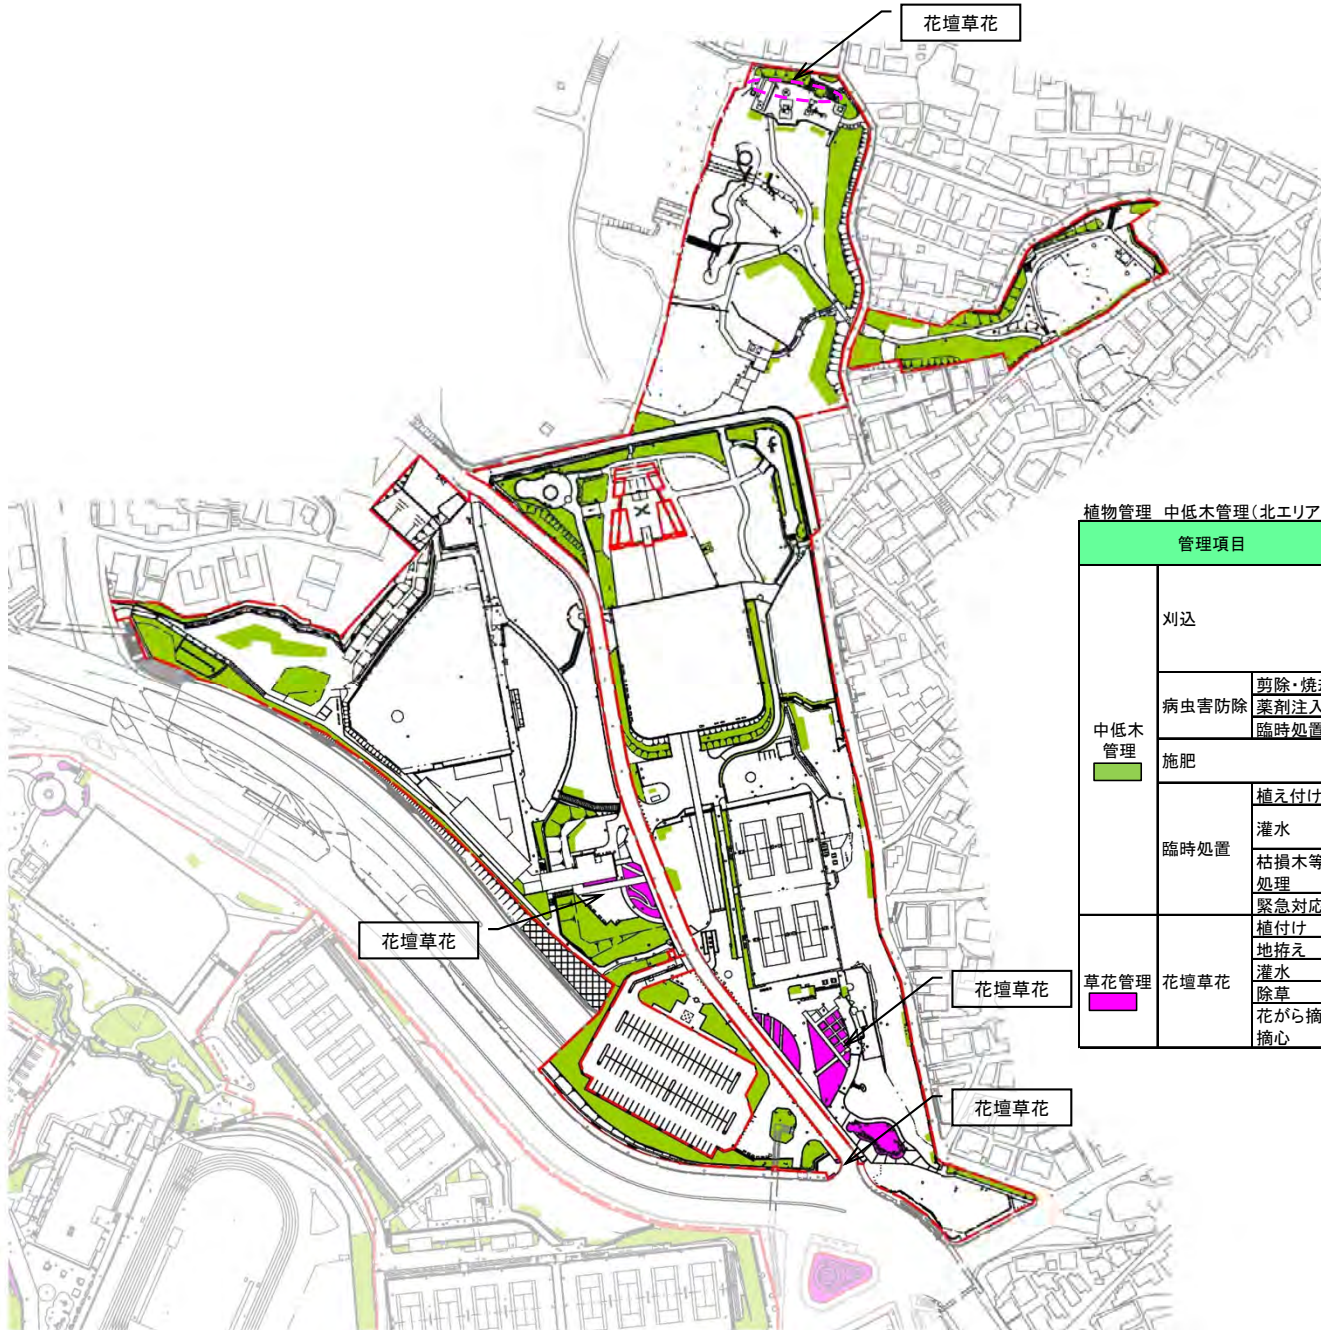 花壇草花
植物管理 中低木管理(北エリア
管理項目
刈込
剪除・焼
病虫害防除
薬剤注入
臨時処置
中低木
管理
施肥
植え付け
灌水
臨時処置
枯損木等
処理
緊急対応
花壇草花
植付け
地拵え
草花管理
花壇草花
灌水
除草
花がら摘
摘心
花壇草花
花壇草花